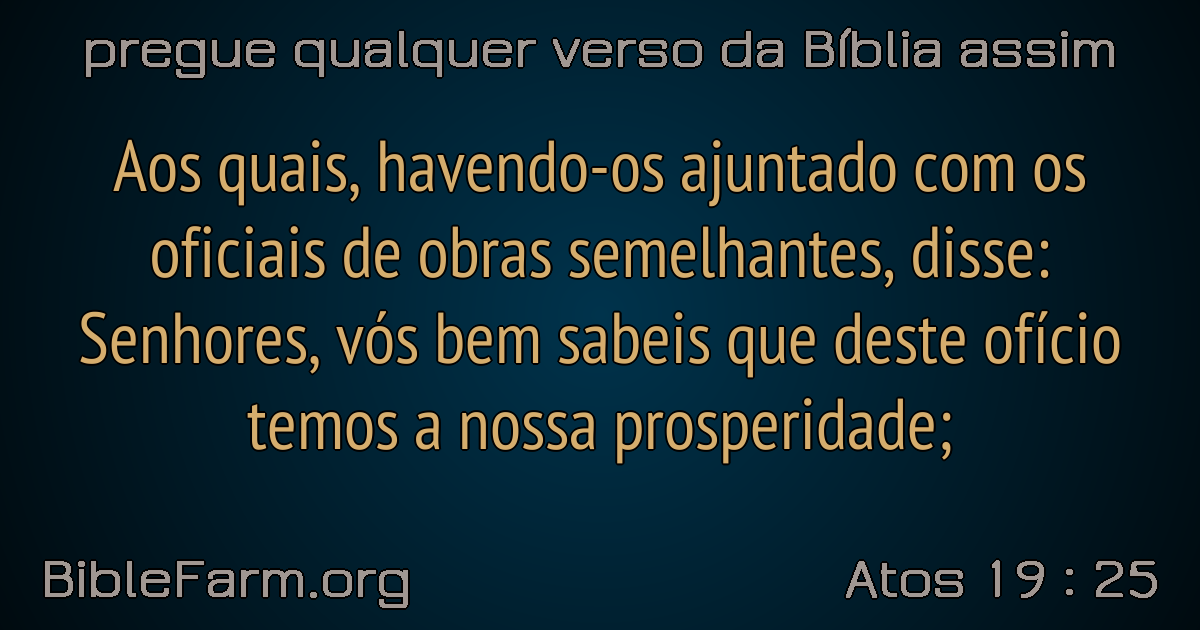 pregue qualquer verso da Bíblia assim
Aos quais, havendo-os ajuntado com os
oficiais de obras semelhantes, disse:
Senhores, vós bem sabeis que deste ofício
temos a nossa prosperidade;
BibleFarm.org
Atos 19 : 25